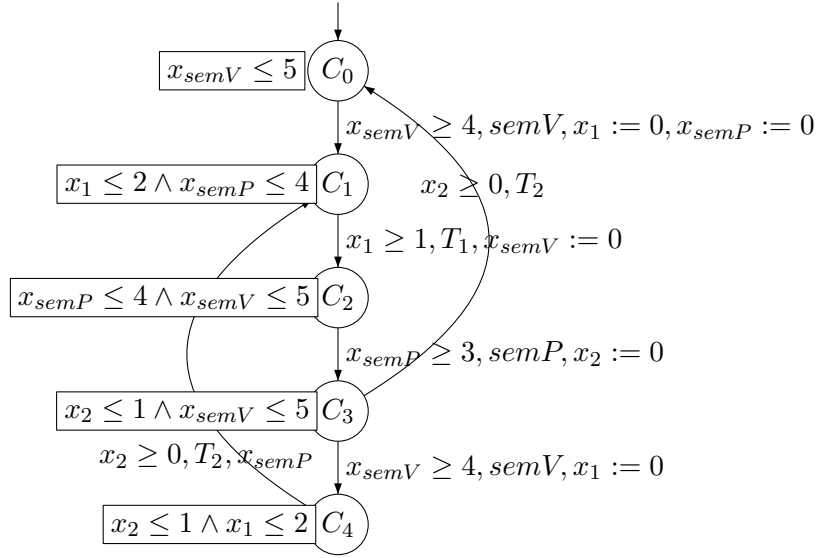 x_{semV} ≤ 5 C_0
x_{semV} ≥ 4, semV, x_1 := 0, x_{semP} := 0
x_1 ≤ 2 ∧ x_{semP} ≤ 4 C_1
x_2 ≥ 0, T_2
x_1 ≥ 1, T_1, x_{semV} := 0
x_{semP} ≤ 4 ∧ x_{semV} ≤ 5 C_2
x_{semP} ≥ 3, semP, x_2 := 0
x_2 ≤ 1 ∧ x_{semV} ≤ 5 C_3
x_2 ≥ 0, T_2, x_{semP}
x_{semV} ≥ 4, semV, x_1 := 0
x_2 ≤ 1 ∧ x_1 ≤ 2 C_4